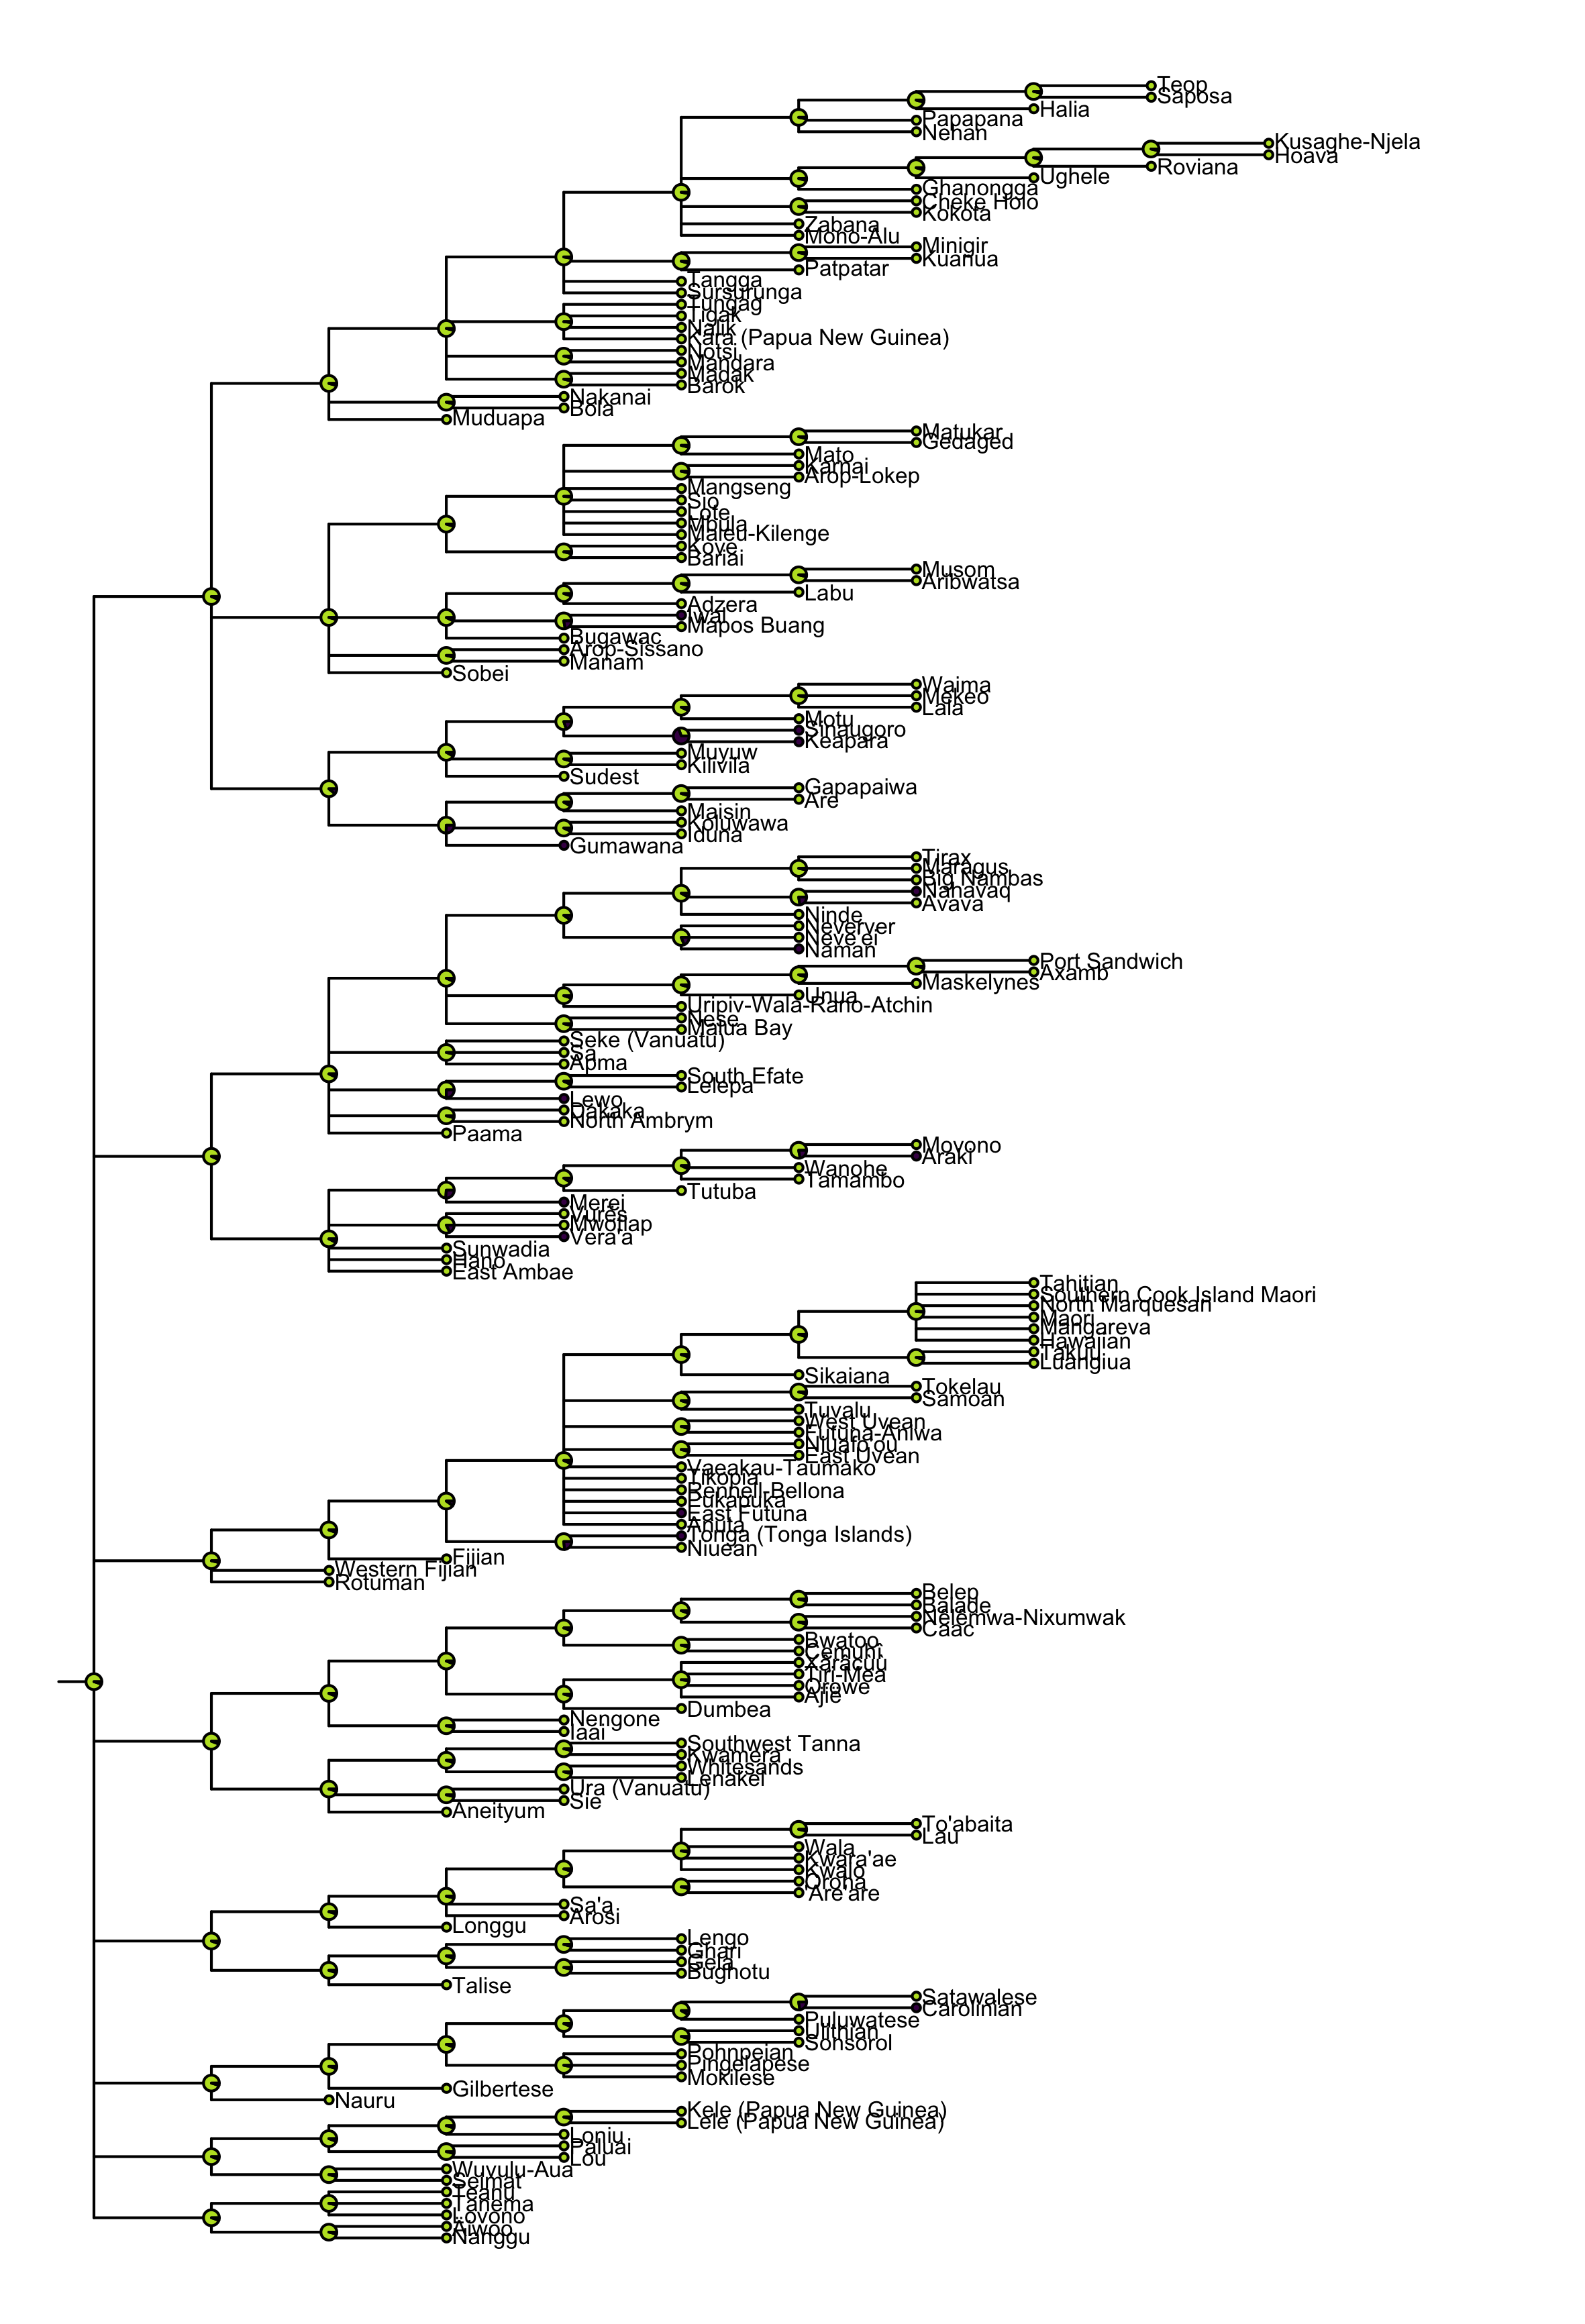 Teop
Saposa
Halia
Papapana
Nehan
Kusaghe-Njela
Hoava
Roviana
Ughele
Ghanongga
Cheke Holo
Kokota
Zabana
Mono-Alu
Minigir
Kuanua
Patpatar
Tangga
Sursurunga
Tungag
Tigak
Nalik
Kara (Papua New Guinea)
Notsi
Mandara
Madak
Barok
Nakanai
Bola
Muduapa
Matukar
Gedaged
Mato
Karnai
Arop-Lokep
Mangseng
Sio
Lote
Mbula
Maleu-Kilenge
Kove
Bariai
Musom
Aribwatsa
Labu
Adzera
Iwal
Mapos Buang
Bugawac
Arop-Sissano
Manam
Sobei
Waima
Mekeo
Lala
Motu
Sinaugoro
Keapara
Muyuw
Kilivila
Sudest
Gapapaiwa
Are
Maisin
Koluwawa
Iduna
Gumawana
Tirax
Maragus
Big Nambas
Nahavaq
Avava
Ninde
Neverver
Neve'ei
Naman
Port Sandwich
Axamb
Maskelynes
Unua
Uripiv-Wala-Rano-Atchin
Nese
Malua Bay
Seke (Vanuatu)
Sa
Apma
South Efate
Lelepa
Lewo
Dakaka
North Ambrym
Paama
Movono
Araki
Wanohe
Tamambo
Tutuba
Merei
Vurës
Mwotlap
Vera'a
Sunwadia
Hano
East Ambae
Tahitian
Southern Cook Island Maori
North Marquesan
Maori
Mangareva
Hawaiian
Takuu
Luangiua
Sikaiana
Tokelau
Samoan
Tuvalu
West Uvean
Futuna-Aniwa
Niuafo'ou
East Uvean
Vaeakau-Taumako
Tikopia
Rennell-Bellona
Pukapuka
East Futuna
Anuta
Tonga (Tonga Islands)
Niuean
Fijian
Western Fijian
Rotuman
Belep
Balade
Nelemwa-Nixumwak
Caac
Bwatoo
Cemuhî
Xârâcùù
Tiri-Mea
Orowe
Ajië
Dumbea
Nengone
Iaai
Southwest Tanna
Kwamera
Whitesands
Lenakel
Ura (Vanuatu)
Sie
Aneityum
To'abaita
Lau
Wala
Kwara'ae
Kwaio
Oroha
'Are'are
Sa'a
Arosi
Longgu
Lengo
Ghari
Gela
Bughotu
Talise
Satawalese
Carolinian
Puluwatese
Ulithian
Sonsorol
Pohnpeian
Pingelapese
Mokilese
Gilbertese
Nauru
Kele (Papua New Guinea)
Lele (Papua New Guinea)
Loniu
Paluai
Lou
Wuvulu-Aua
Seimat
Teanu
Tanema
Lovono
Äiwoo
Nanggu